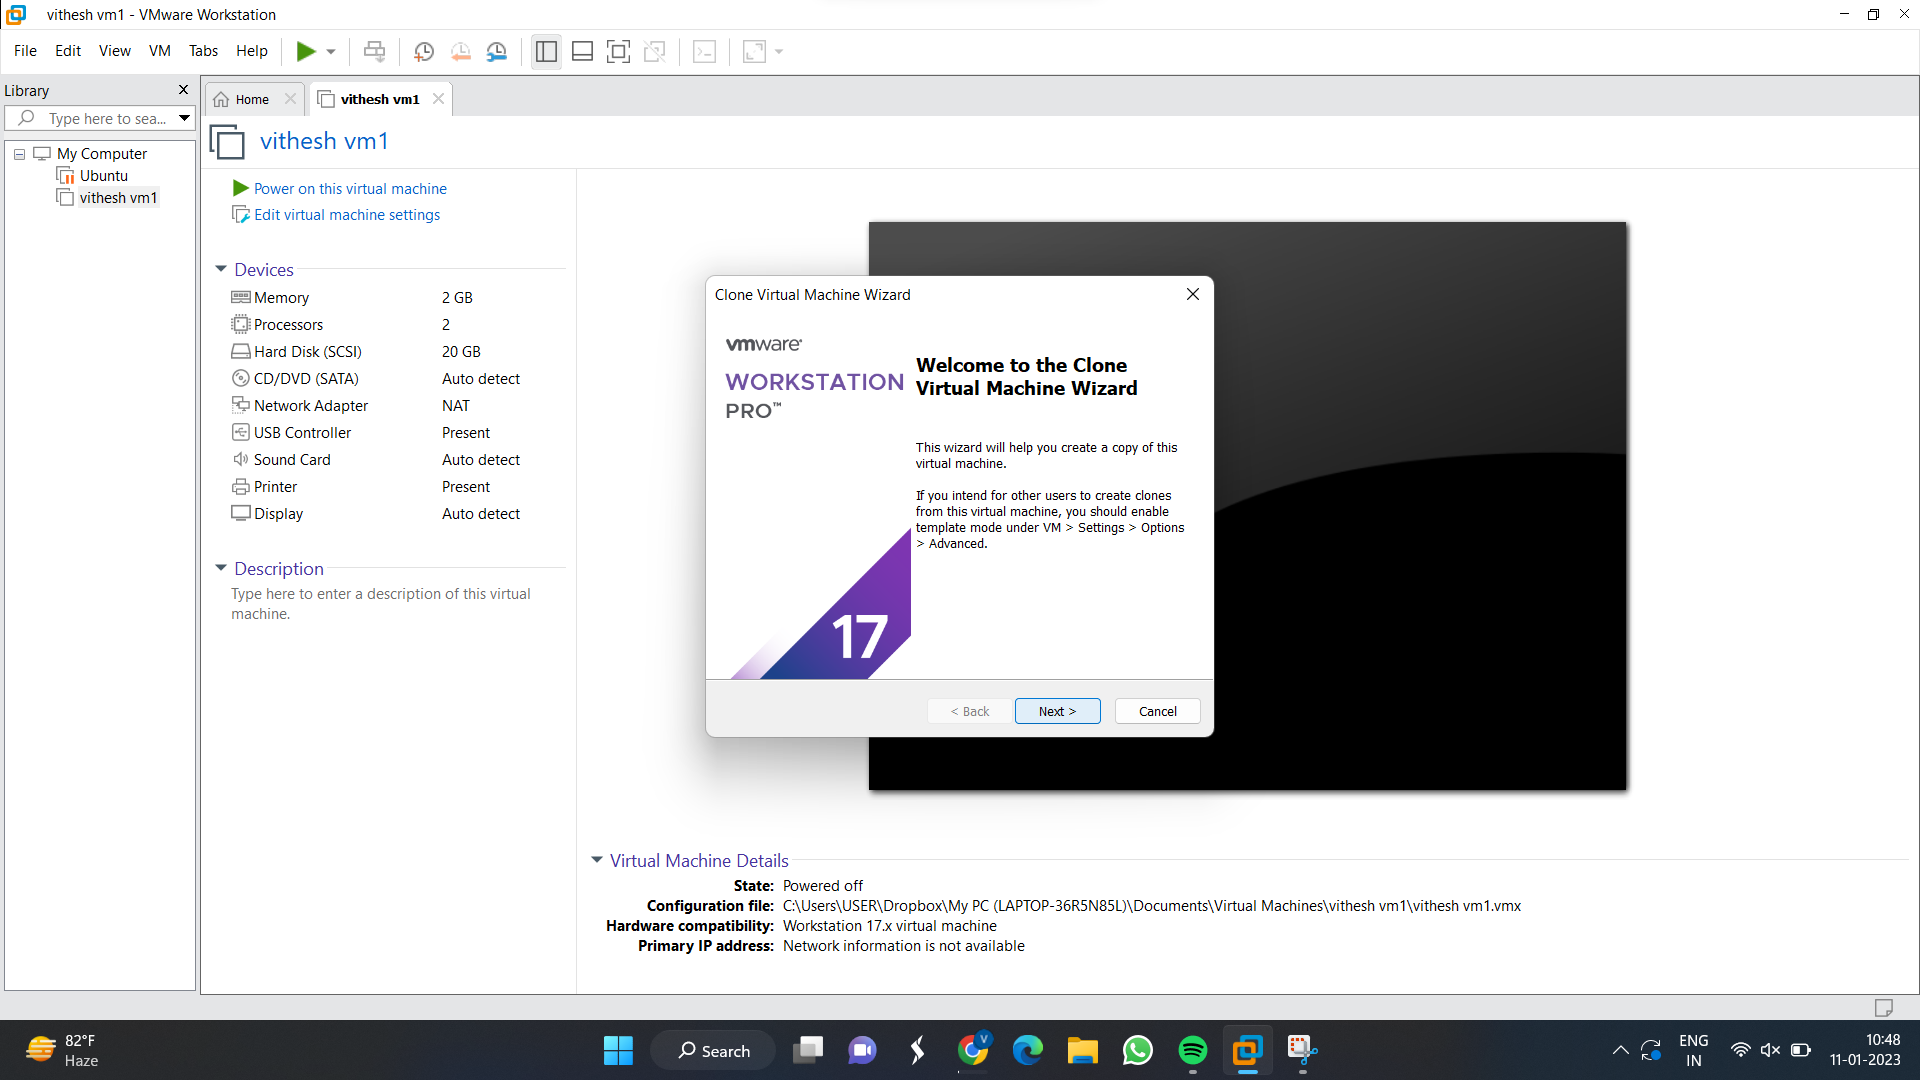 vithesh vm1 - VMware Workstation
File Edit View VM Tabs Help
Library
Type here to sea...
My Computer
Ubuntu
vithesh vm1
Home
vithesh vm1
vithesh vm1
Power on this virtual machine
Edit virtual machine settings
Devices
Memory 2 GB
Processors 2
Hard Disk (SCSI) 20 GB
CD/DVD (SATA) Auto detect
Network Adapter NAT
USB Controller Present
Sound Card Auto detect
Printer Present
Display Auto detect
Description
Type here to enter a description of this virtual
machine.
Clone Virtual Machine Wizard
vmware®
WORKSTATION
PRO™
17
Welcome to the Clone
Virtual Machine Wizard
This wizard will help you create a copy of this
virtual machine.
If you intend for other users to create clones
from this virtual machine, you should enable
template mode under VM > Settings > Options
> Advanced.
< Back Next > Cancel
Virtual Machine Details
State: Powered off
Configuration file: C:\Users\USER\Dropbox\My PC (LAPTOP-36R5N85L)\Documents\Virtual Machines\vithesh vm1\vithesh vm1.vmx
Hardware compatibility: Workstation 17.x virtual machine
Primary IP address: Network information is not available
82°F
Haze
Search
V
ENG
IN
10:48
11-01-2023